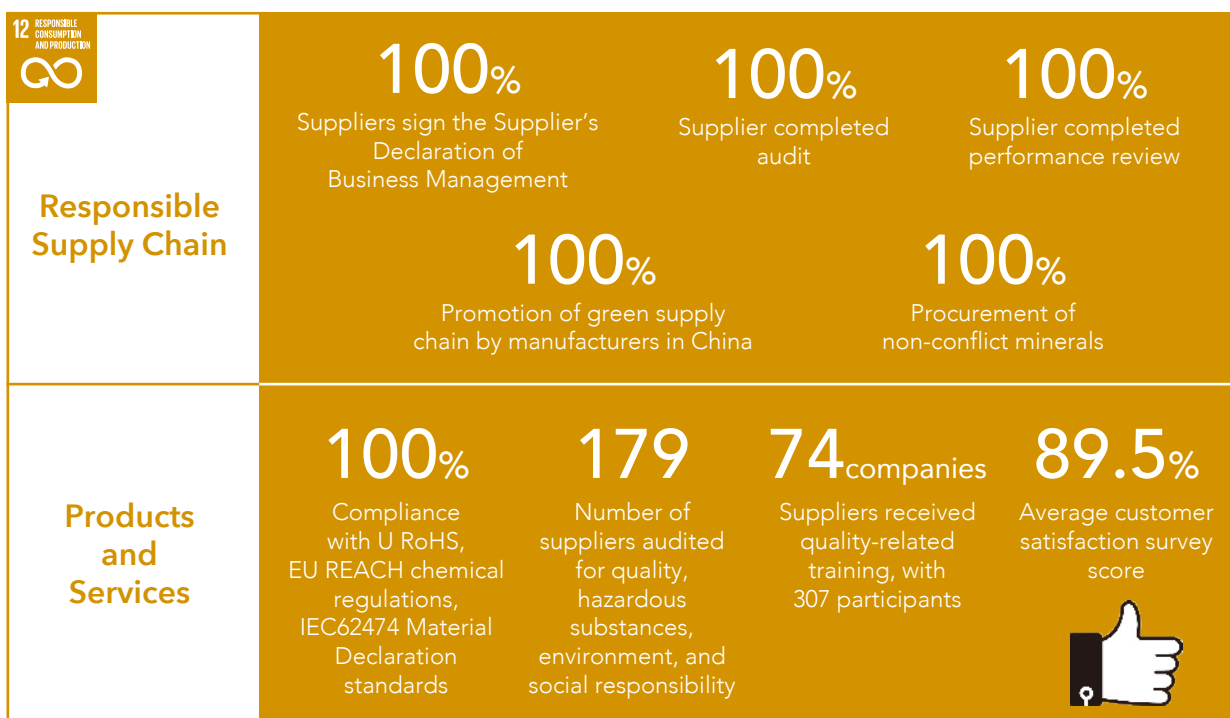 12 RESPONSIBLE
CONSUMPTION
AND PRODUCTION
Responsible
Supply Chain
100%
Suppliers sign the Supplier's
Declaration of
Business Management
100%
Supplier completed
audit
100%
Supplier completed
performance review
100%
Promotion of green supply
chain by manufacturers in China
100%
Procurement of
non-conflict minerals
Products
and
Services
100%
Compliance
with U RoHS,
EU REACH chemical
regulations,
IEC62474 Material
Declaration
standards
179
Number of
suppliers audited
for quality,
hazardous
substances,
environment, and
social responsibility
74companies
Suppliers received
quality-related
training, with
307 participants
89.5%
Average customer
satisfaction survey
score